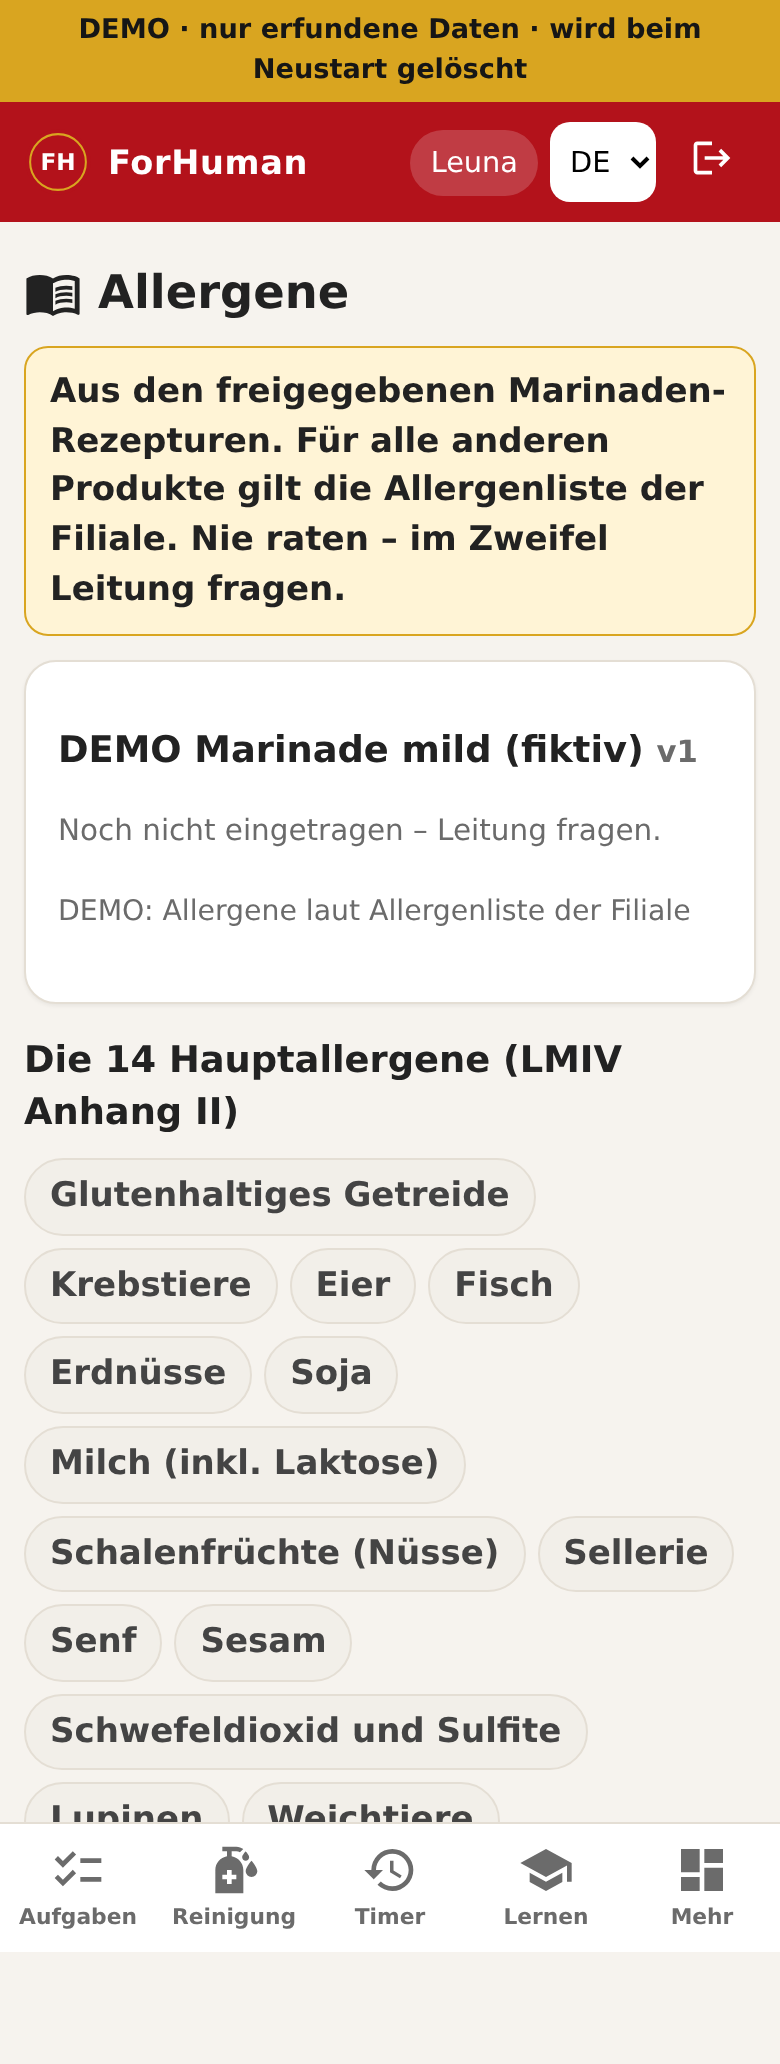 DEMO · nur erfundene Daten · wird beim
Neustart gelöscht
FH ForHuman Leuna DE
Allergene
Aus den freigegebenen Marinaden-
Rezepturen. Für alle anderen
Produkte gilt die Allergenliste der
Filiale. Nie raten – im Zweifel
Leitung fragen.
DEMO Marinade mild (fiktiv) v1
Noch nicht eingetragen – Leitung fragen.
DEMO: Allergene laut Allergenliste der Filiale
Die 14 Hauptallergene (LMIV
Anhang II)
Glutenhaltiges Getreide
Krebstiere Eier Fisch
Erdnüsse Soja
Milch (inkl. Laktose)
Schalenfrüchte (Nüsse) Sellerie
Senf Sesam
Schwefeldioxid und Sulfite
Lupinen Weichtiere
Aufgaben Reinigung Timer Lernen Mehr